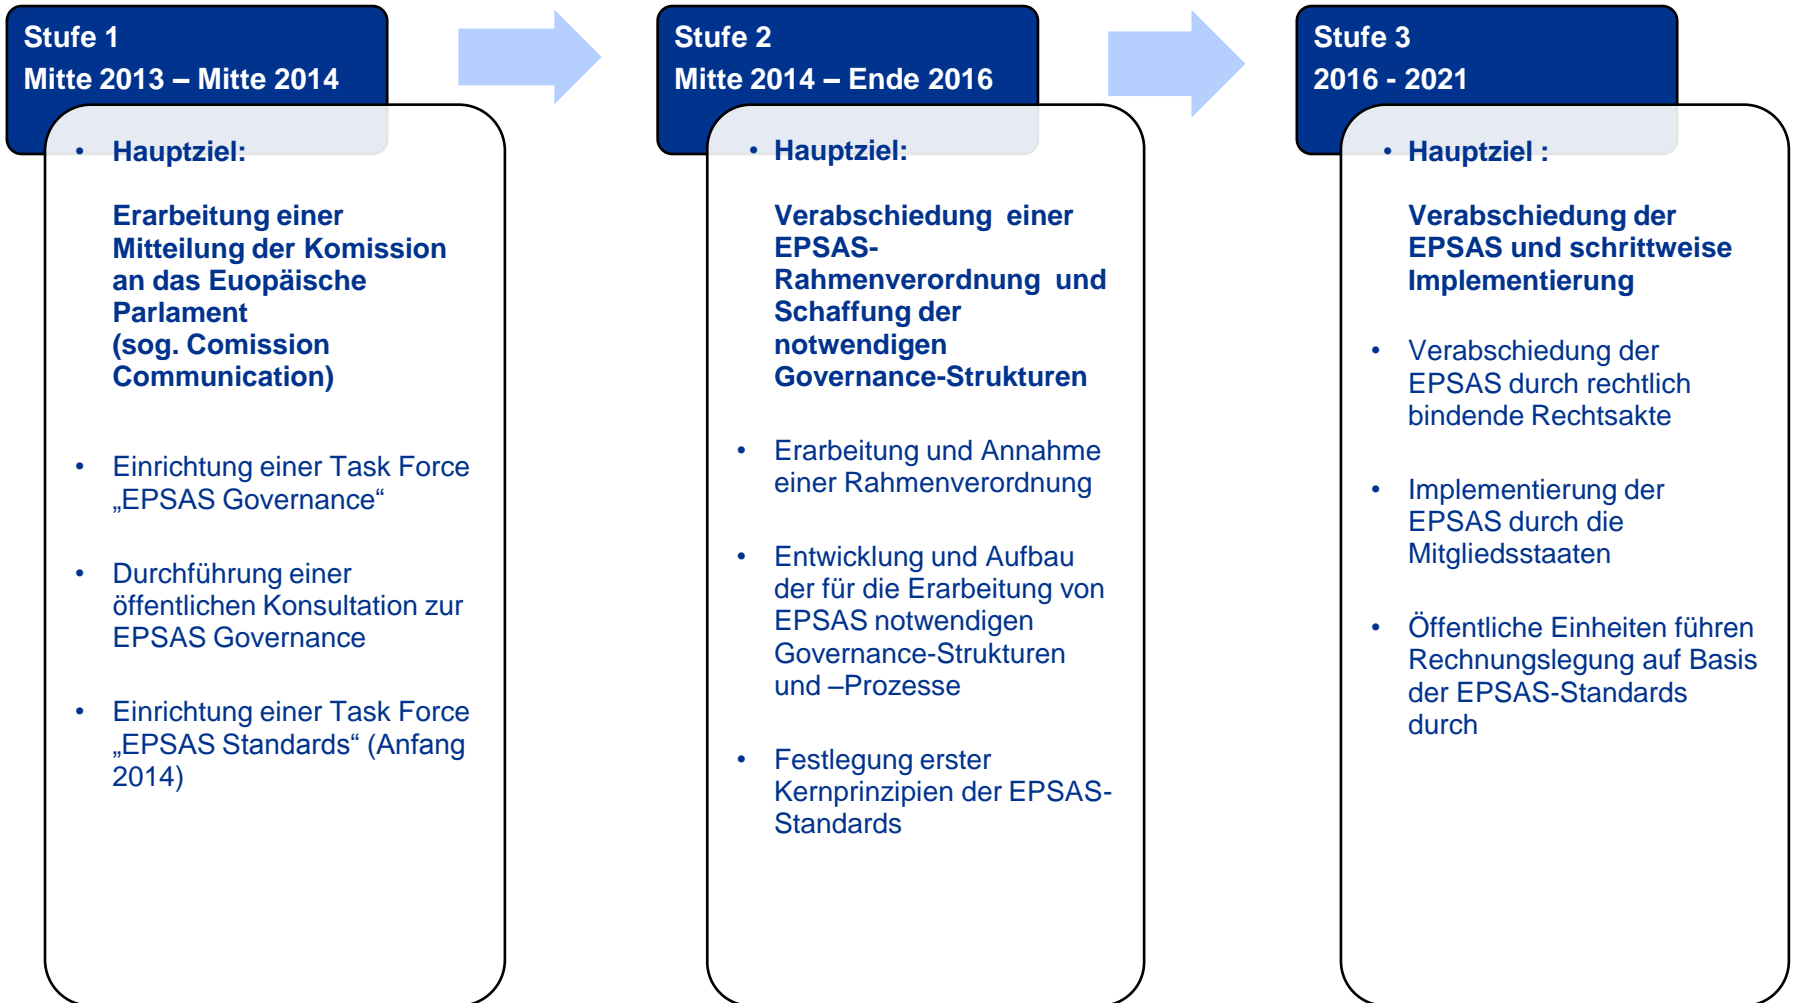 Stufe 1
Mitte 2013 – Mitte 2014
• Hauptziel:
Erarbeitung einer
Mitteilung der Komission
an das Euopäische
Parlament
(sog. Comission
Communication)
• Einrichtung einer Task Force
„EPSAS Governance“
• Durchführung einer
öffentlichen Konsultation zur
EPSAS Governance
• Einrichtung einer Task Force
„EPSAS Standards“ (Anfang
2014)
Stufe 2
Mitte 2014 – Ende 2016
• Hauptziel:
Verabschiedung einer
EPSAS-
Rahmenverordnung und
Schaffung der
notwendigen
Governance-Strukturen
• Erarbeitung und Annahme
einer Rahmenverordnung
• Entwicklung und Aufbau
der für die Erarbeitung von
EPSAS notwendigen
Governance-Strukturen
und –Prozesse
• Festlegung erster
Kernprinzipien der EPSAS-
Standards
Stufe 3
2016 - 2021
• Hauptziel :
Verabschiedung der
EPSAS und schrittweise
Implementierung
• Verabschiedung der
EPSAS durch rechtlich
bindende Rechtsakte
• Implementierung der
EPSAS durch die
Mitgliedsstaaten
• Öffentliche Einheiten führen
Rechnungslegung auf Basis
der EPSAS-Standards
durch